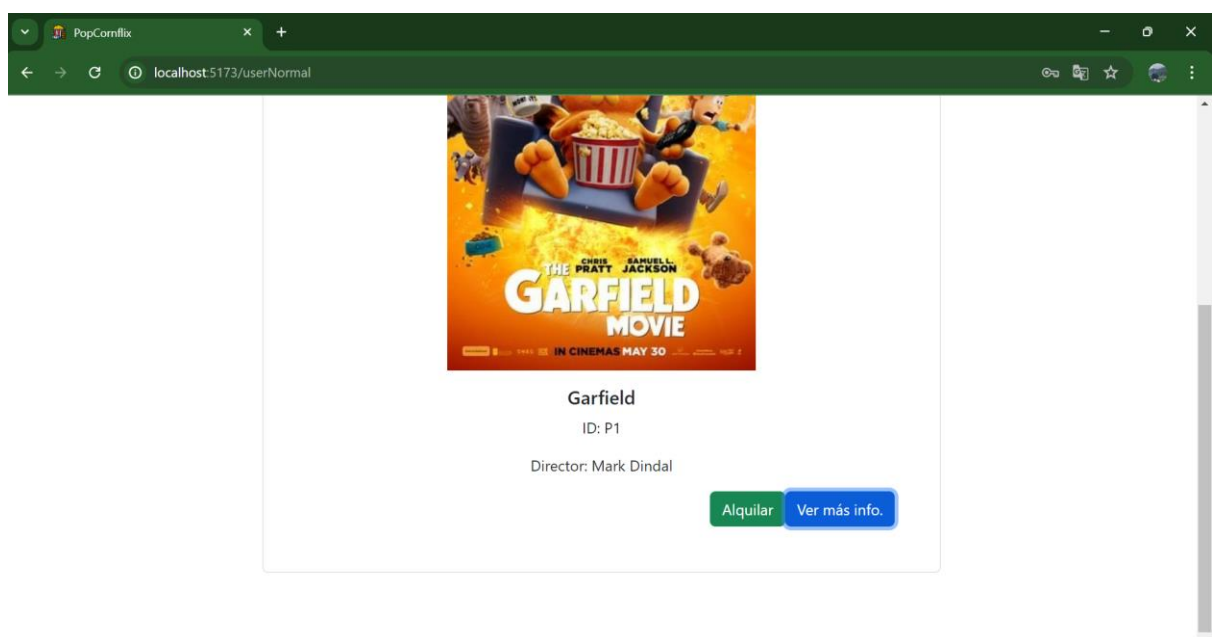 PopCornflix
localhost:5173/userNormal
CHRIS PRATT SAMUEL L. JACKSON
THE
GARFIELD
MOVIE
IN CINEMAS MAY 30
Garfield
ID: P1
Director: Mark Dindal
Alquilar Ver más info.